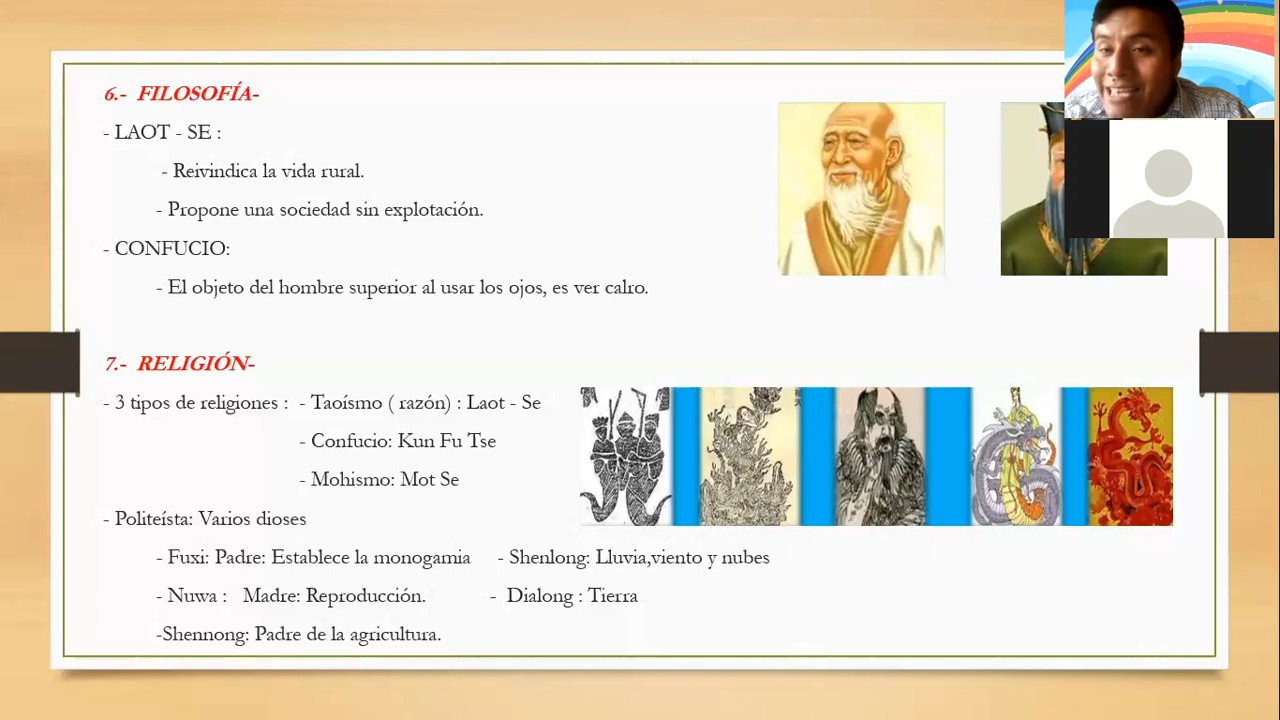 6.- FILOSOFÍA-
- LAOT - SE :
- Reivindica la vida rural.
- Propone una sociedad sin explotación.
- CONFUCIO:
- El objeto del hombre superior al usar los ojos, es ver calro.
7.- RELIGIÓN-
- 3 tipos de religiones : - Taoísmo ( razón) : Laot - Se
- Confucio: Kun Fu Tse
- Mohismo: Mot Se
- Politeísta: Varios dioses
- Fuxi: Padre: Establece la monogamia - Shenlong: Lluvia,viento y nubes
- Nuwa : Madre: Reproducción. - Dialong : Tierra
-Shennong: Padre de la agricultura.